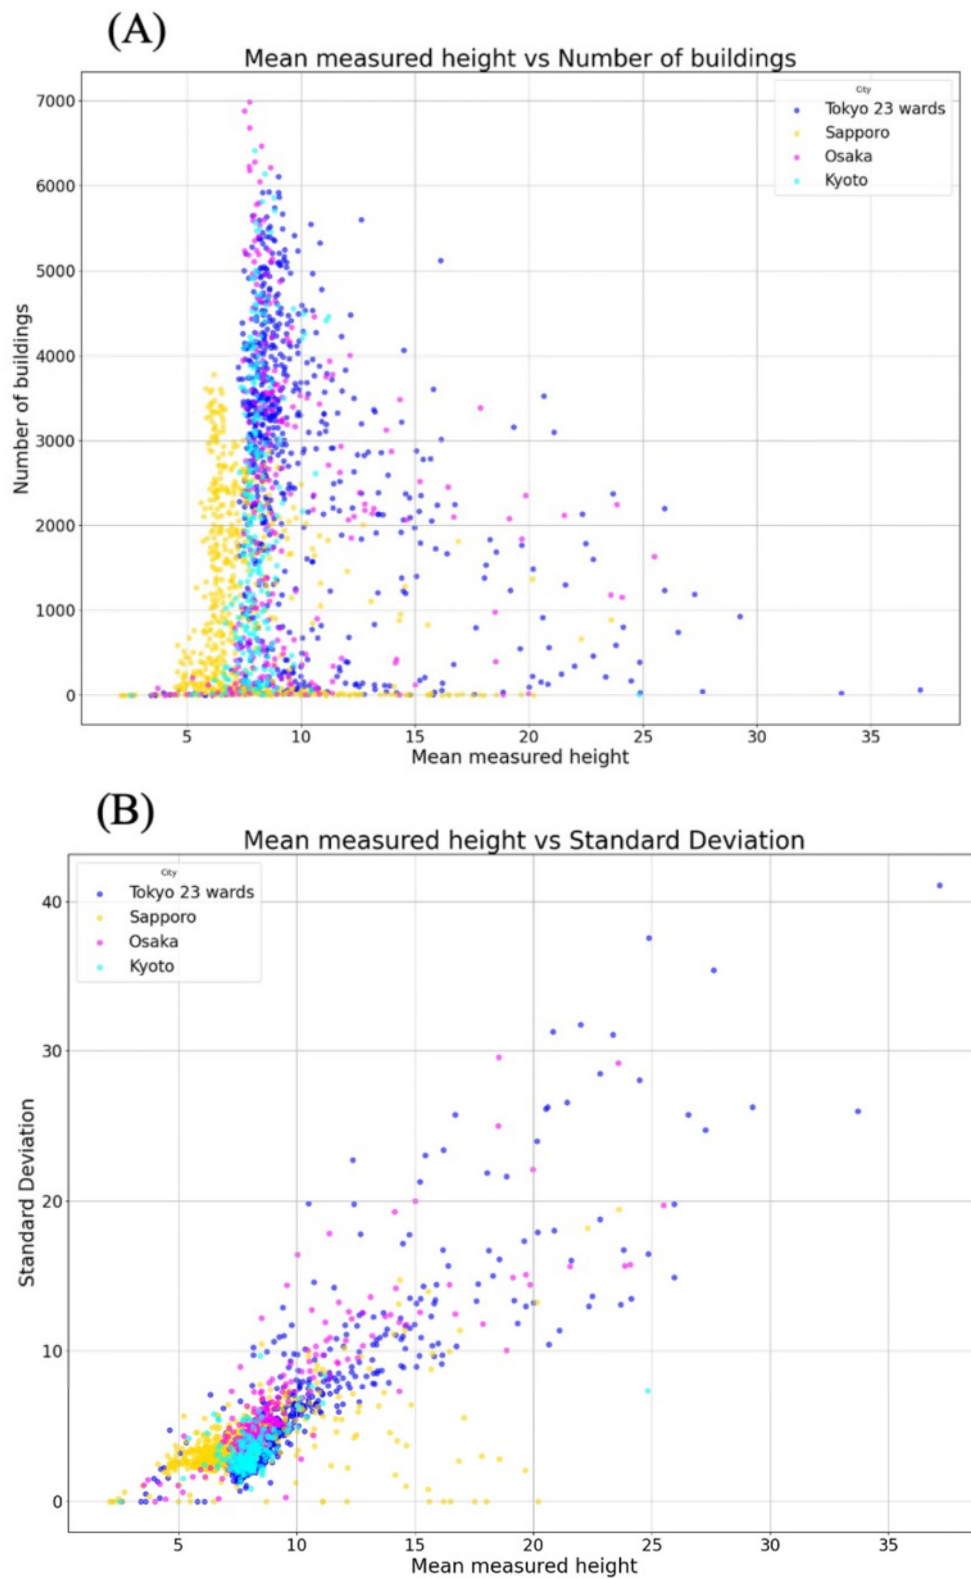 (A)
Mean measured height vs Number of buildings
City
Tokyo 23 wards
Sapporo
Osaka
Kyoto
7000
6000
5000
4000
3000
2000
1000
0
Number of buildings
5 10 15 20 25 30 35
Mean measured height
(B)
Mean measured height vs Standard Deviation
City
Tokyo 23 wards
Sapporo
Osaka
Kyoto
40
30
20
10
0
Standard Deviation
5 10 15 20 25 30 35
Mean measured height